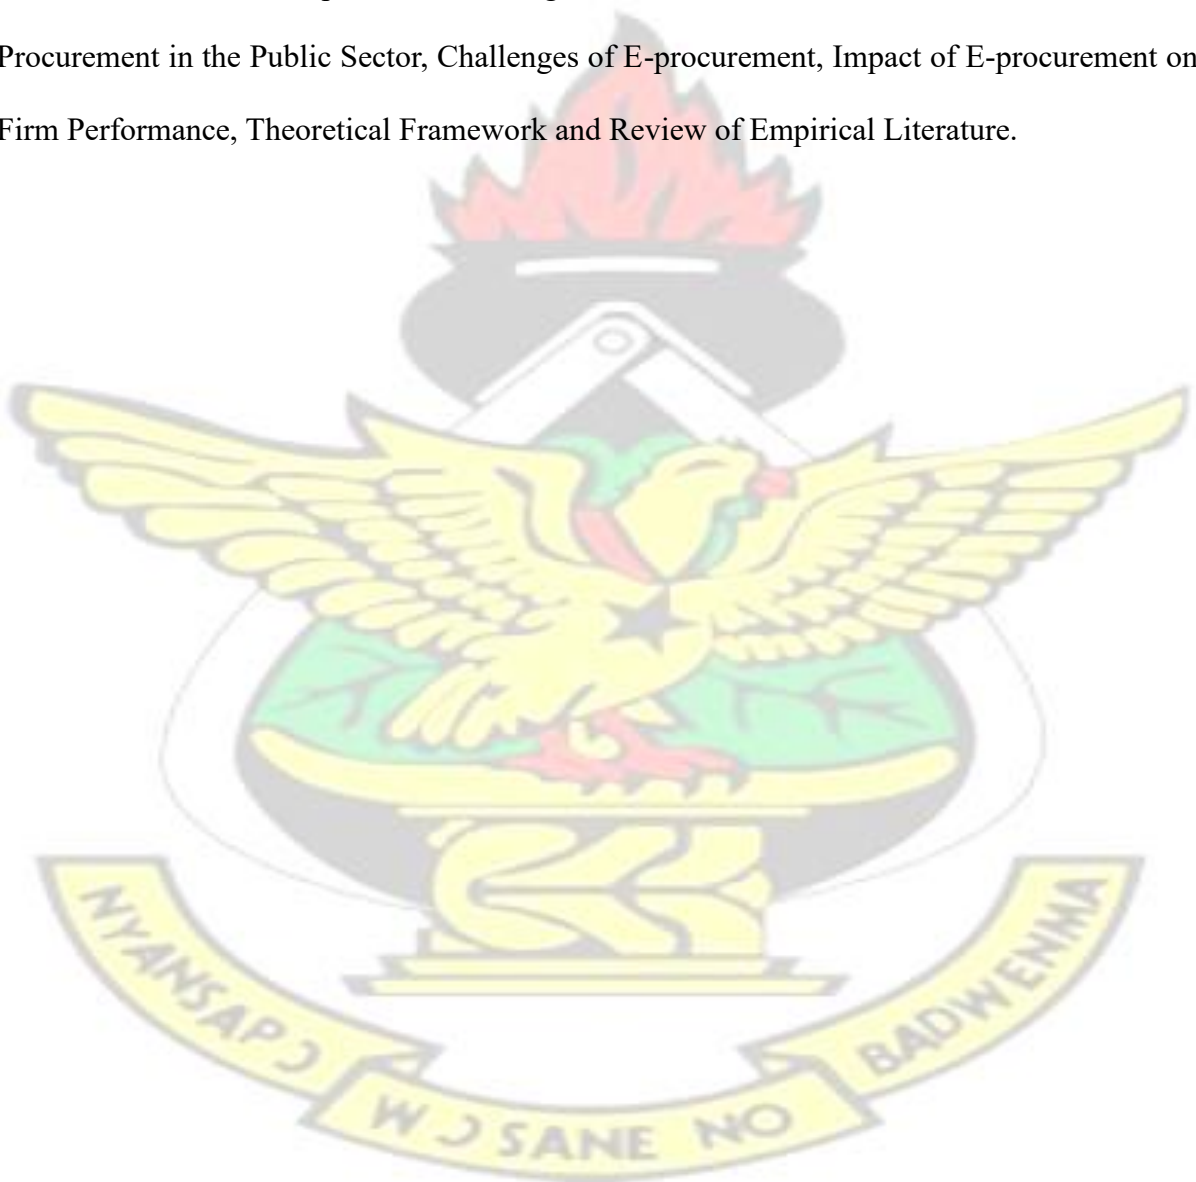 Procurement in the Public Sector, Challenges of E-procurement, Impact of E-procurement on
Firm Performance, Theoretical Framework and Review of Empirical Literature.
NYANSAPƆ
WƆSANE NO
BADWENMA